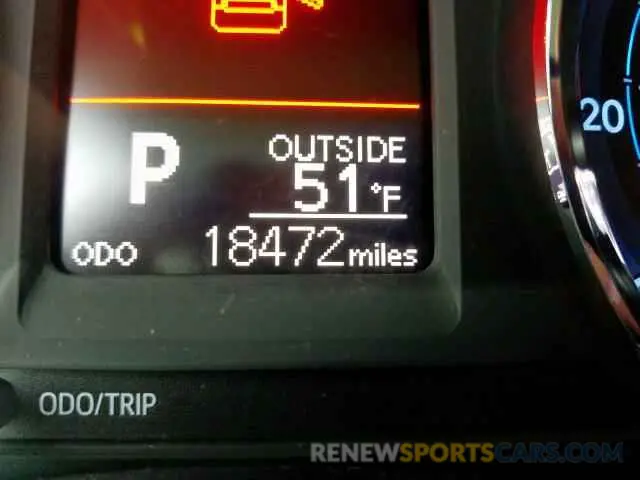 P
OUTSIDE
51°F
ODO 18472 miles
20
ODO/TRIP
RENEWSPORTSCARS.COM